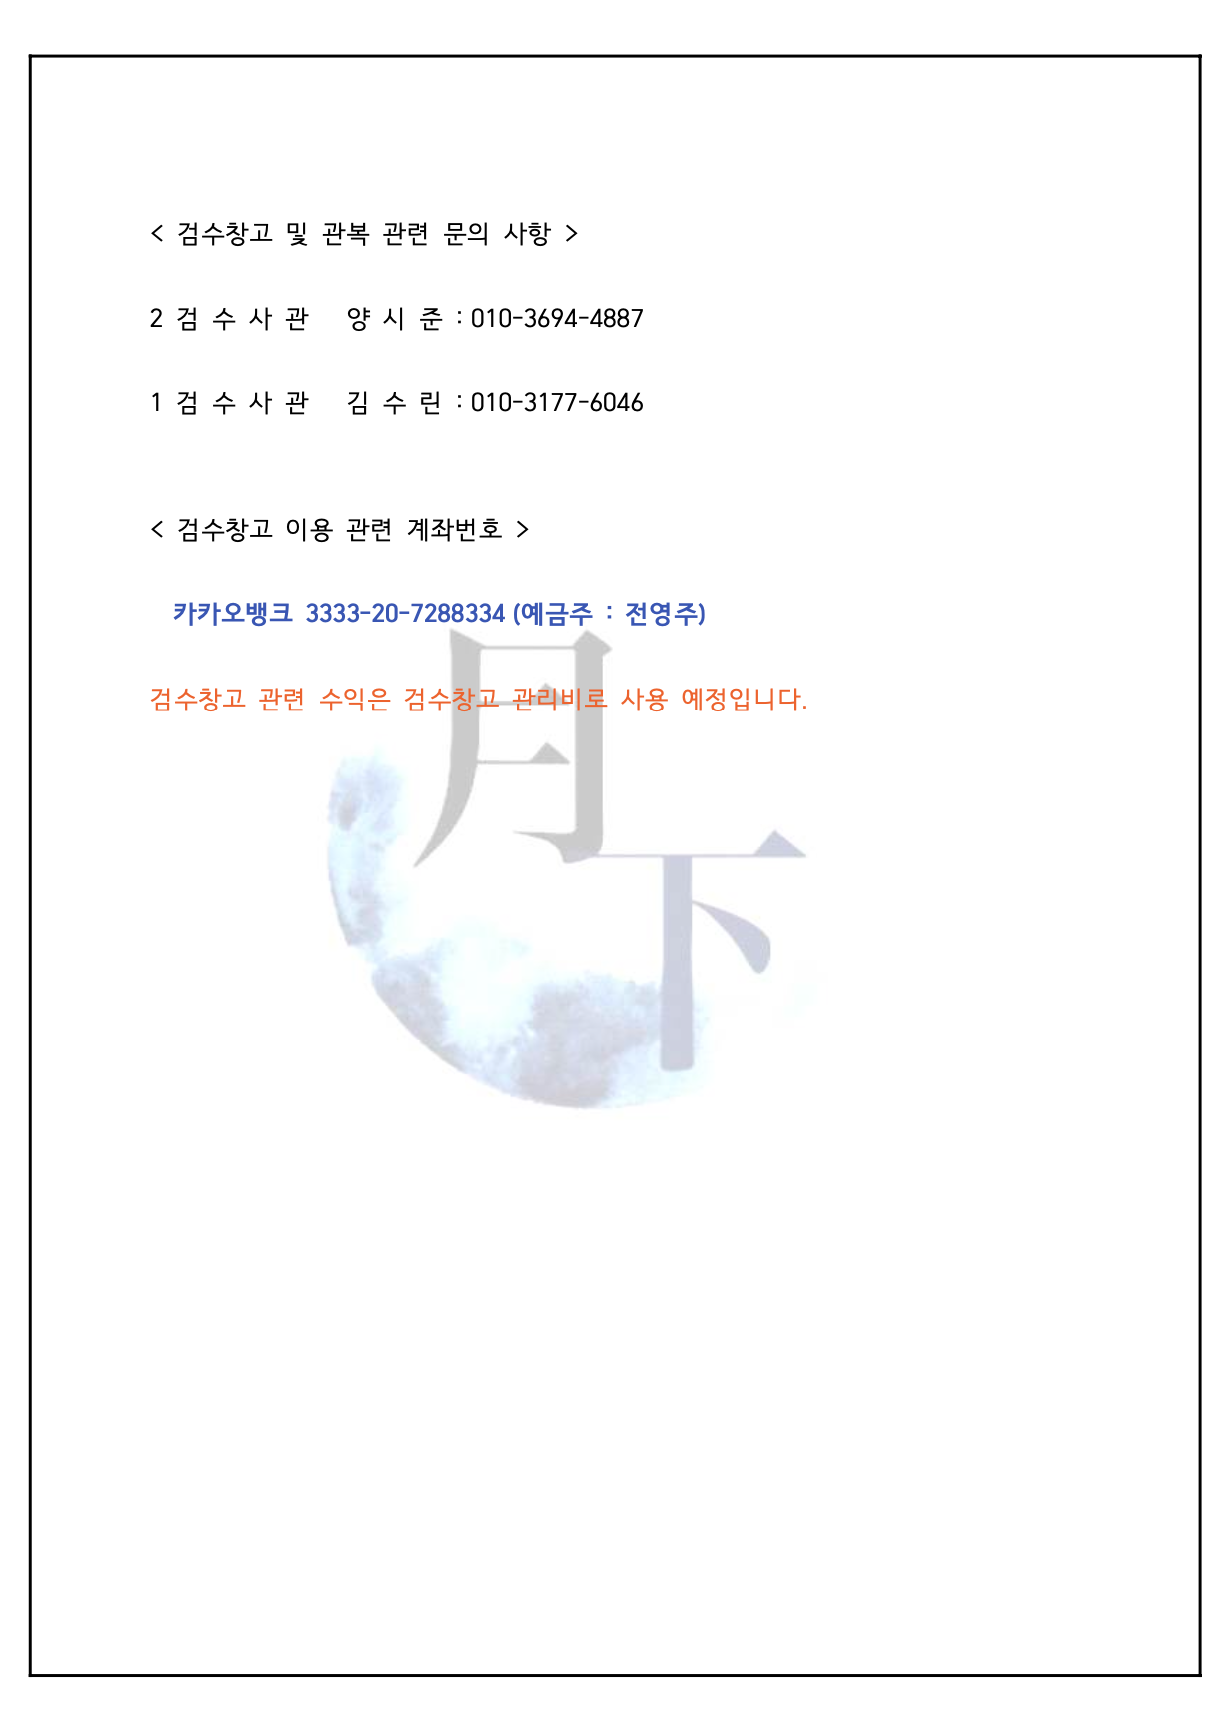 < 검수창고 및 관복 관련 문의 사항 >
2 검 수 사 관 양 시 준 : 010-3694-4887
1 검 수 사 관 김 수 린 : 010-3177-6046
< 검수창고 이용 관련 계좌번호 >
카카오뱅크 3333-20-7288334 (예금주 : 전영주)
검수창고 관련 수익은 검수창고 관리비로 사용 예정입니다.
月下